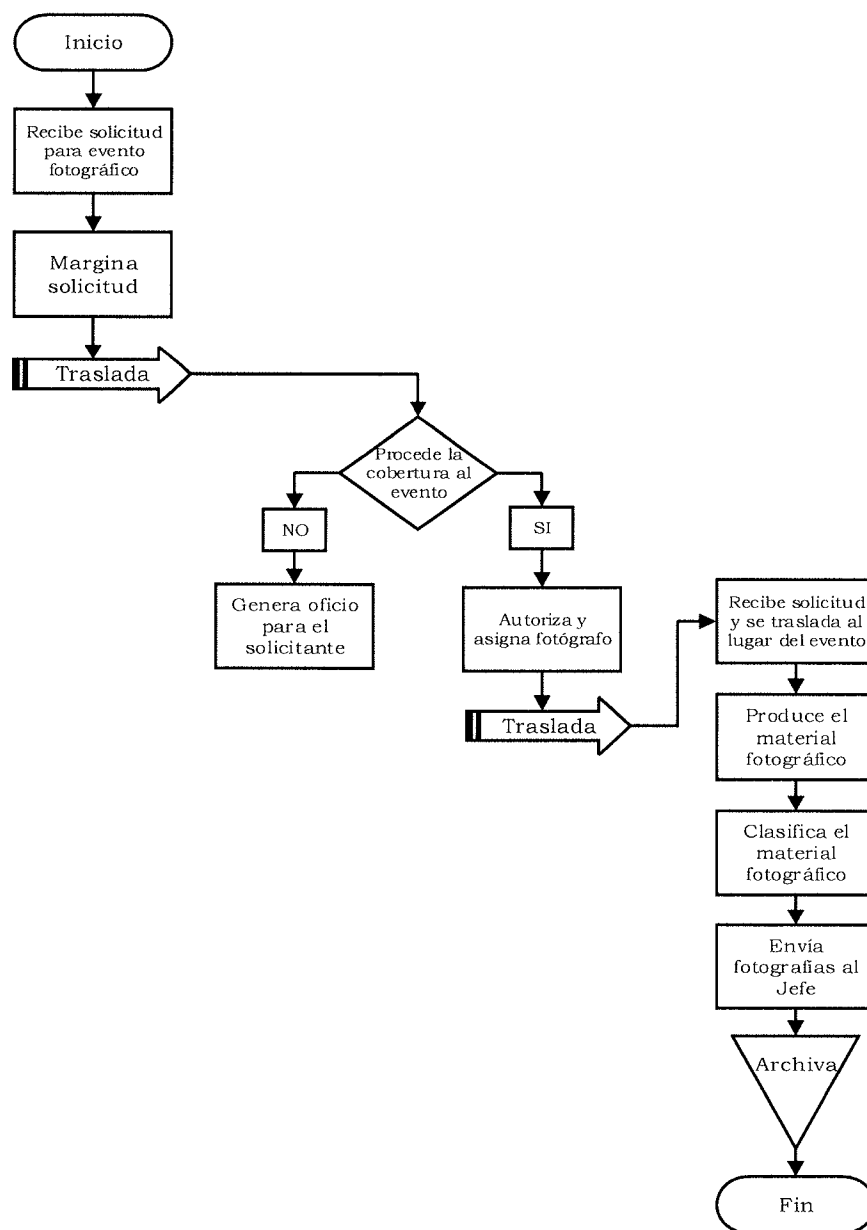 Inicio
Recibe solicitud
para evento
fotográfico
Margina
solicitud
Traslada
Procede la
cobertura al
evento
NO
SI
Genera oficio
para el
solicitante
Autoriza y
asigna fotógrafo
Traslada
Recibe solicitud
y se traslada al
lugar del evento
Produce el
material
fotográfico
Clasifica el
material
fotográfico
Envía
fotografías al
Jefe
Archiva
Fin